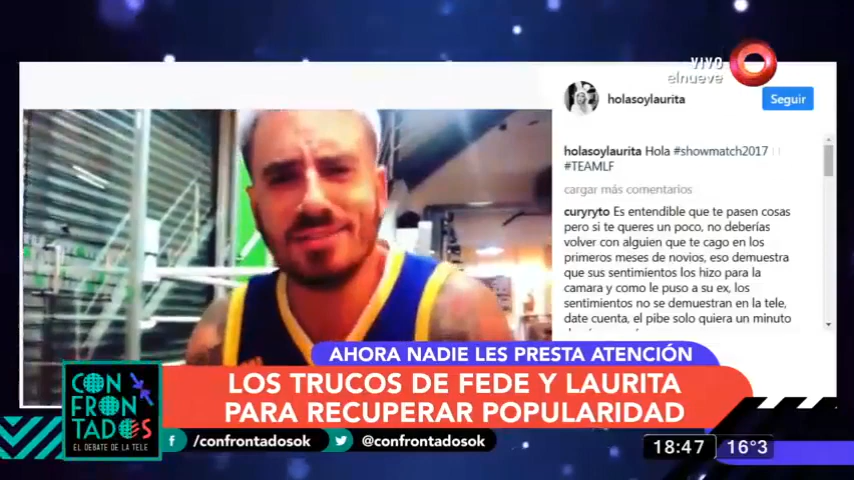 VIVO
elnueve
holasoylaurita
Seguir
holasoylaurita Hola #showmatch2017
#TEAMLF
cargar más comentarios
curyryto Es entendible que te pasen cosas
pero si te queres un poco, no deberías
volver con alguien que te cago en los
primeros meses de novios, eso demuestra
que sus sentimientos los hizo para la
camara y como le puso a su ex, los
sentimientos no se demuestran en la tele,
date cuenta, el pibe solo quiera un minuto
AHORA NADIE LES PRESTA ATENCIÓN
LOS TRUCOS DE FEDE Y LAURITA
PARA RECUPERAR POPULARIDAD
CONFRONTADOS
EL DEBATE DE LA TELE
/confrontadosok
@confrontadosok
18:47
16°3